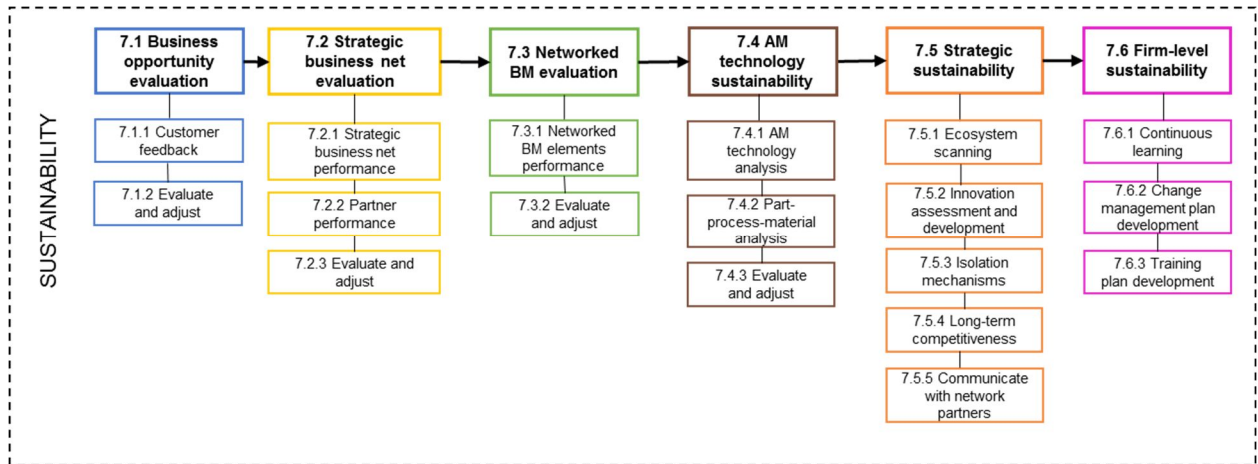 SUSTAINABILITY
7.1 Business
opportunity
evaluation
7.1.1 Customer
feedback
7.1.2 Evaluate
and adjust
7.2 Strategic
business net
evaluation
7.2.1 Strategic
business net
performance
7.2.2 Partner
performance
7.2.3 Evaluate and
adjust
7.3 Networked
BM evaluation
7.3.1 Networked
BM elements
performance
7.3.2 Evaluate
and adjust
7.4 AM
technology
sustainability
7.4.1 AM
technology
analysis
7.4.2 Part-
process-material
analysis
7.4.3 Evaluate
and adjust
7.5 Strategic
sustainability
7.5.1 Ecosystem
scanning
7.5.2 Innovation
assessment and
development
7.5.3 Isolation
mechanisms
7.5.4 Long-term
competitiveness
7.5.5 Communicate
with network
partners
7.6 Firm-level
sustainability
7.6.1 Continuous
learning
7.6.2 Change
management plan
development
7.6.3 Training
plan development